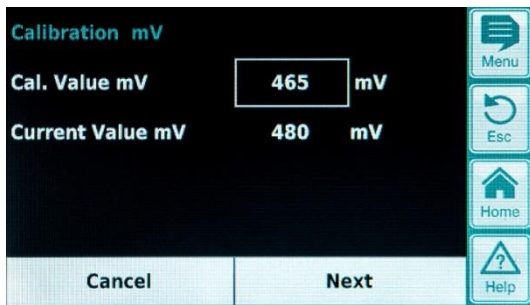 Calibration mV
Cal. Value mV 465 mV
Current Value mV 480 mV
Cancel Next
Menu
Esc
Home
?
Help